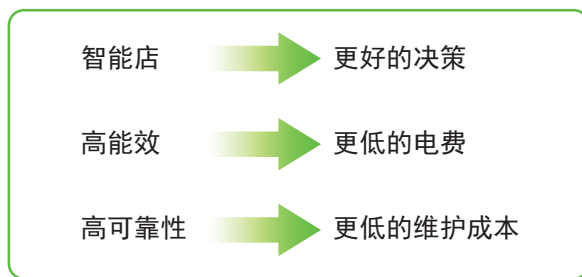 智能店 更好的决策
高能效 更低的电费
高可靠性 更低的维护成本